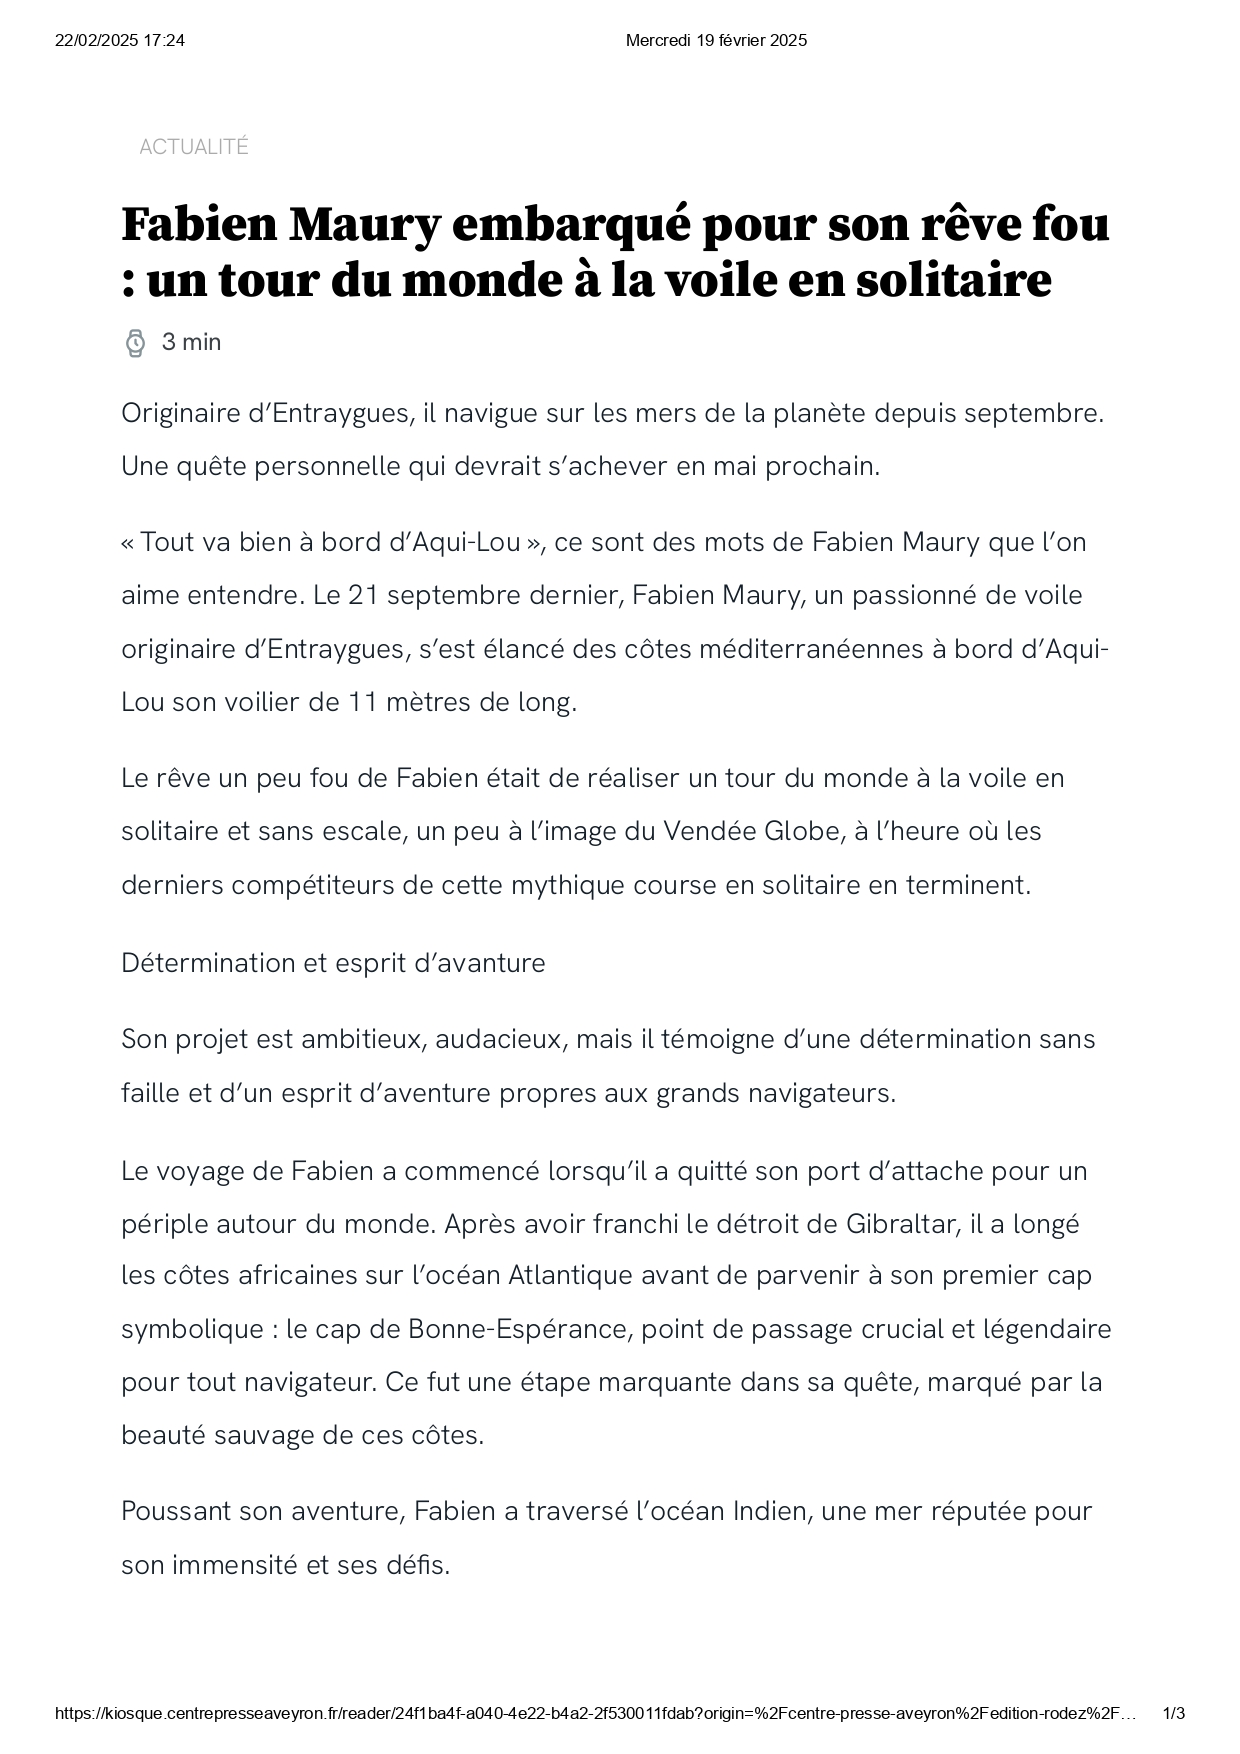 22/02/2025 17:24
Mercredi 19 février 2025
ACTUALITÉ
Fabien Maury embarqué pour son rêve fou
: un tour du monde à la voile en solitaire
3 min
Originaire d’Entraygues, il navigue sur les mers de la planète depuis septembre.
Une quête personnelle qui devrait s’achever en mai prochain.
« Tout va bien à bord d’Aqui-Lou », ce sont des mots de Fabien Maury que l’on
aime entendre. Le 21 septembre dernier, Fabien Maury, un passionné de voile
originaire d’Entraygues, s’est élancé des côtes méditerranéennes à bord d’Aqui-
Lou son voilier de 11 mètres de long.
Le rêve un peu fou de Fabien était de réaliser un tour du monde à la voile en
solitaire et sans escale, un peu à l’image du Vendée Globe, à l’heure où les
derniers compétiteurs de cette mythique course en solitaire en terminent.
Détermination et esprit d’avanture
Son projet est ambitieux, audacieux, mais il témoigne d’une détermination sans
faille et d’un esprit d’aventure propres aux grands navigateurs.
Le voyage de Fabien a commencé lorsqu’il a quitté son port d’attache pour un
périple autour du monde. Après avoir franchi le détroit de Gibraltar, il a longé
les côtes africaines sur l’océan Atlantique avant de parvenir à son premier cap
symbolique : le cap de Bonne-Espérance, point de passage crucial et légendaire
pour tout navigateur. Ce fut une étape marquante dans sa quête, marqué par la
beauté sauvage de ces côtes.
Poussant son aventure, Fabien a traversé l’océan Indien, une mer réputée pour
son immensité et ses défis.
https://kiosque.centrepresseaveyron.fr/reader/24f1ba4f-a040-4e22-b4a2-2f530011fdab?origin=%2Fcentre-presse-aveyron%2Fedition-rodez%2F…
1/3